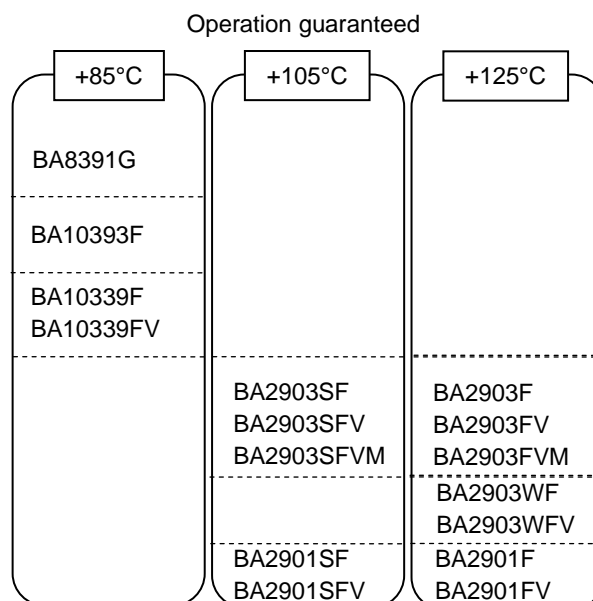 Operation guaranteed
+85°C
BA8391G
BA10393F
BA10339F
BA10339FV
+105°C
BA2903SF
BA2903SFV
BA2903SFVM
BA2901SF
BA2901SFV
+125°C
BA2903F
BA2903FV
BA2903FVM
BA2903WF
BA2903WFV
BA2901F
BA2901FV